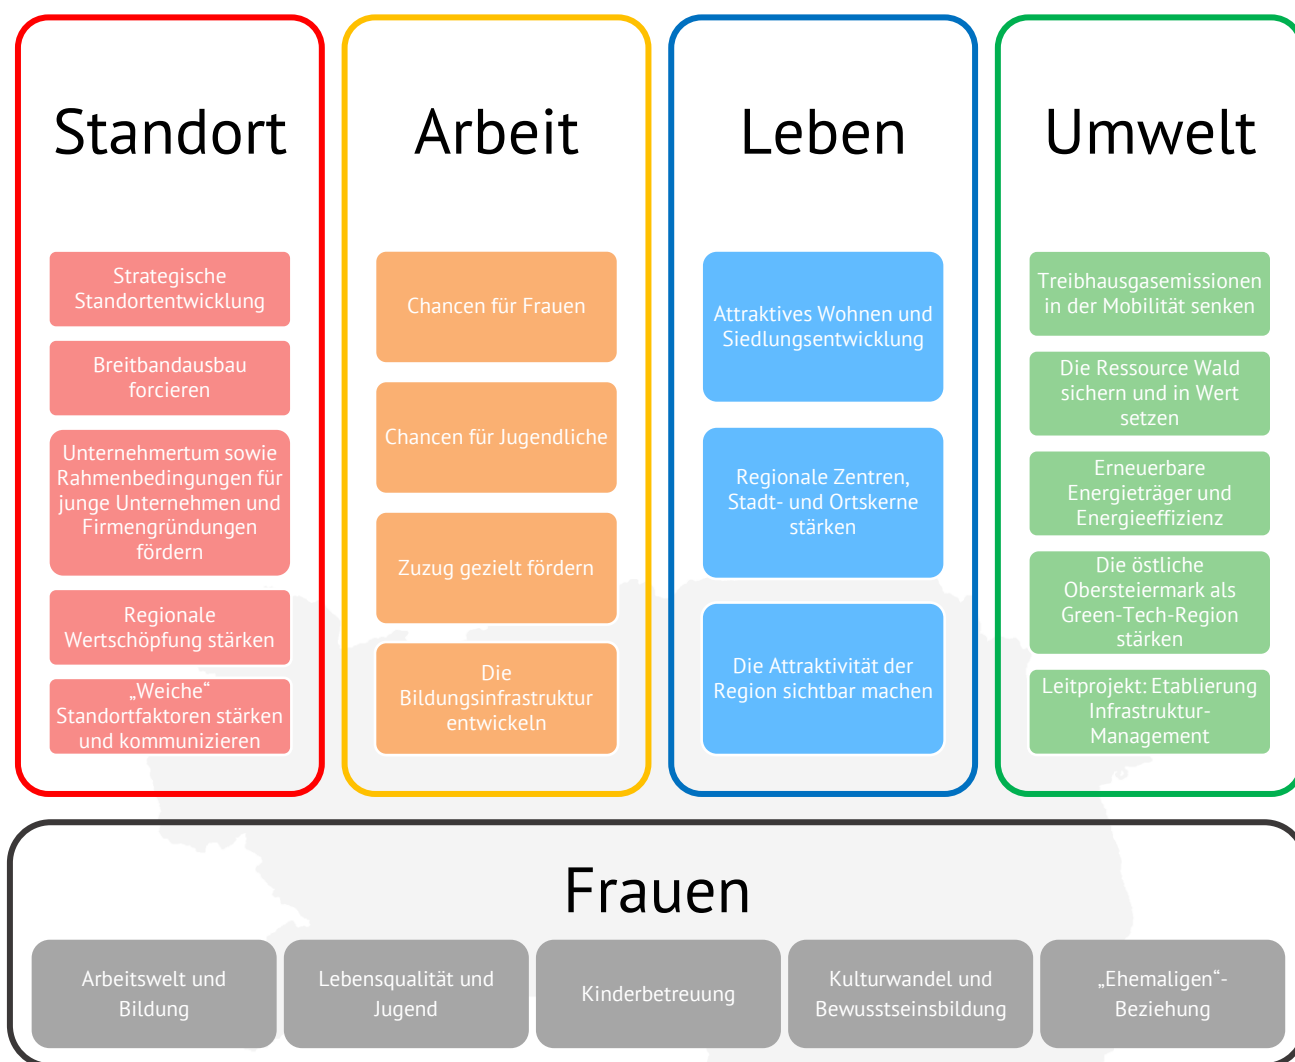 Standort
Strategische
Standortentwicklung
Breitbandausbau
forcieren
Unternehmertum sowie
Rahmenbedingungen für
junge Unternehmen und
Firmengründungen
fördern
Regionale
Wertschöpfung stärken
„Weiche“
Standortfaktoren stärken
und kommunizieren
Arbeit
Chancen für Frauen
Chancen für Jugendliche
Zuzug gezielt fördern
Die
Bildungsinfrastruktur
entwickeln
Leben
Attraktives Wohnen und
Siedlungsentwicklung
Regionale Zentren,
Stadt- und Ortskerne
stärken
Die Attraktivität der
Region sichtbar machen
Umwelt
Treibhausgasemissionen
in der Mobilität senken
Die Ressource Wald
sichern und in Wert
setzen
Erneuerbare
Energieträger und
Energieeffizienz
Die östliche
Obersteiermark als
Green-Tech-Region
stärken
Leitprojekt: Etablierung
Infrastruktur-
Management
Frauen
Arbeitswelt und
Bildung
Lebensqualität und
Jugend
Kinderbetreuung
Kulturwandel und
Bewusstseinsbildung
„Ehemaligen“-
Beziehung